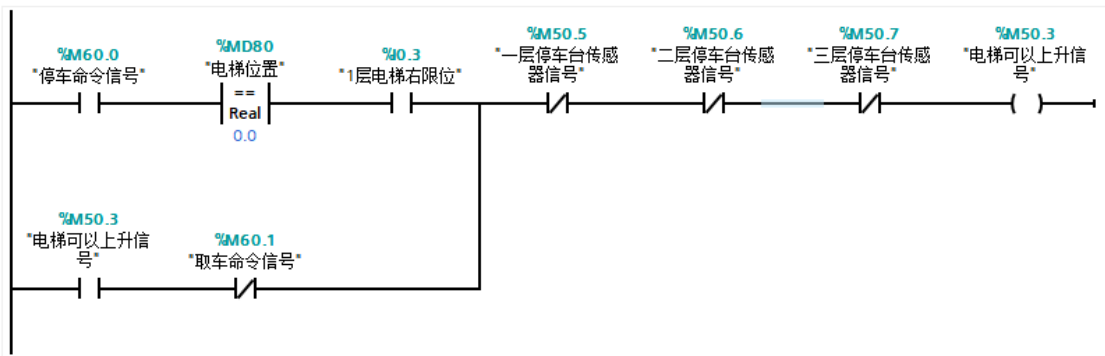 %M60.0
"停车命令信号"
%MD80
"电梯位置"
==
Real
0.0
%I0.3
"1层电梯右限位"
%M50.5
"一层停车台传感
器信号"
%M50.6
"二层停车台传感
器信号"
%M50.7
"三层停车台传感
器信号"
%M50.3
"电梯可以上升信
号"
%M50.3
"电梯可以上升信
号"
%M60.1
"取车命令信号"